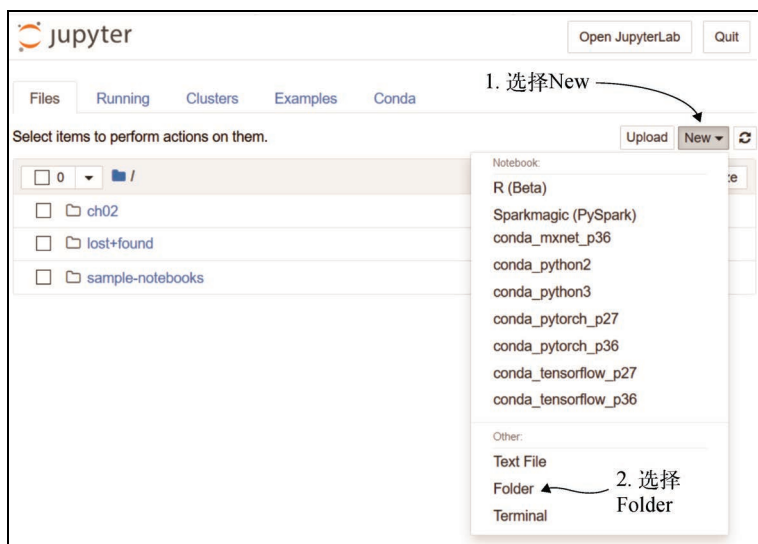 jupyter
Open JupyterLab Quit
1. 选择New
Files Running Clusters Examples Conda
Select items to perform actions on them.
Upload New
0 /
ze
Notebook:
ch02
R (Beta)
Sparkmagic (PySpark)
lost+found
conda_mxnet_p36
conda_python2
sample-notebooks
conda_python3
conda_pytorch_p27
conda_pytorch_p36
conda_tensorflow_p27
conda_tensorflow_p36
Other:
Text File
Folder
2. 选择
Folder
Terminal